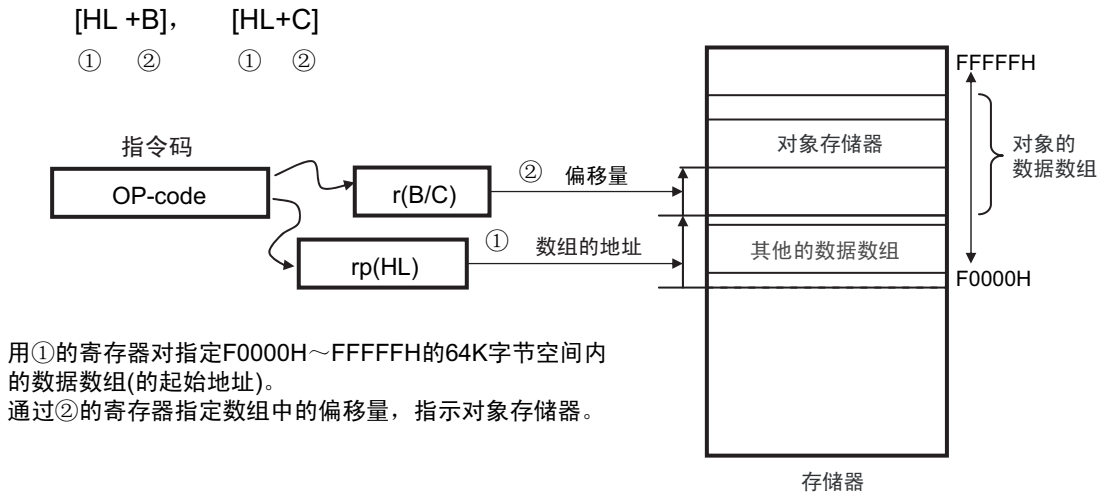 [HL +B],　[HL+C]
① ②　① ②
FFFFFH
指令码
对象存储器
对象的
数据数组
OP-code
r(B/C)
② 偏移量
① 数组的地址
其他的数据数组
rp(HL)
F0000H
用①的寄存器对指定F0000H～FFFFFH的64K字节空间内
的数据数组(的起始地址)。
通过②的寄存器指定数组中的偏移量，指示对象存储器。
存储器